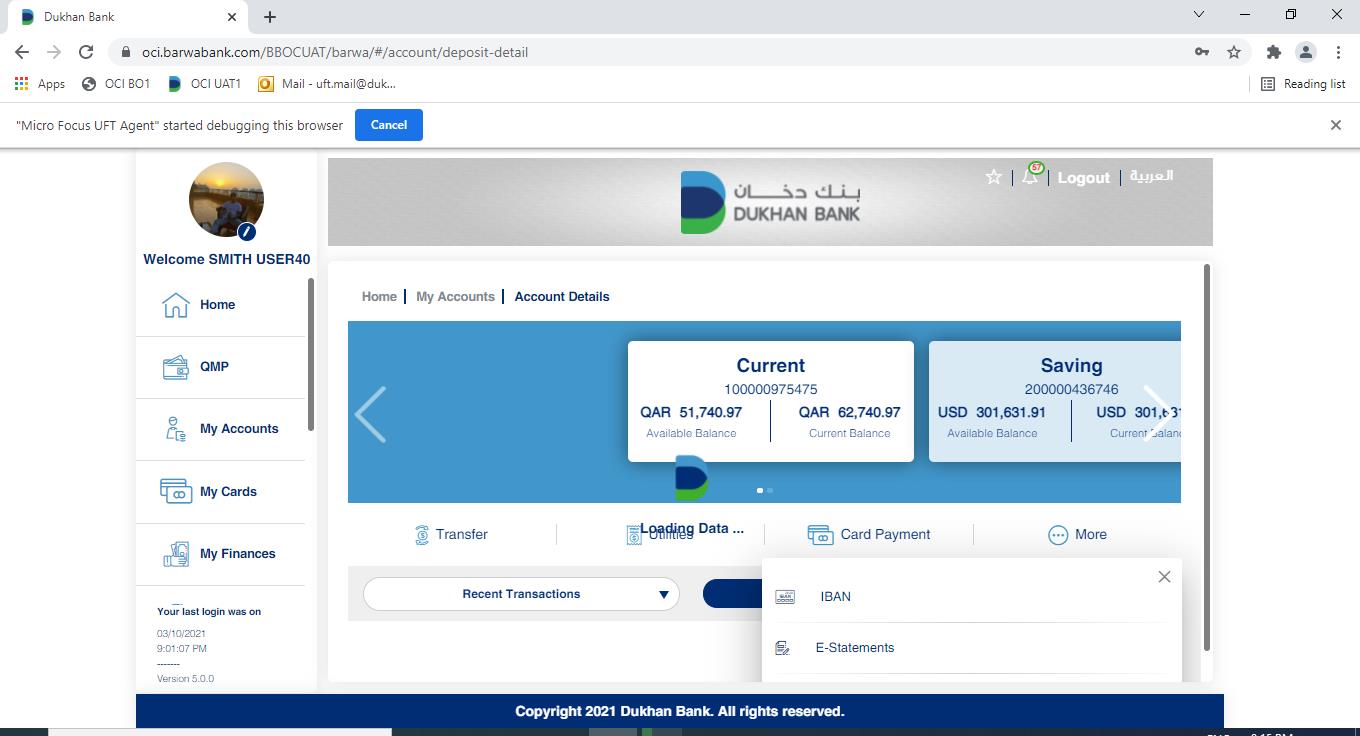 Dukhan Bank
oci.barwabank.com/BBOCUAT/barwa/#/account/deposit-detail
Apps
OCI BO1
OCI UAT1
Mail - uft.mail@duk...
Reading list
"Micro Focus UFT Agent" started debugging this browser
Cancel
Welcome SMITH USER40
Home
QMP
My Accounts
My Cards
My Finances
Your last login was on
03/10/2021
9:01:07 PM
-------
Version 5.0.0
بنك دخان
DUKHAN BANK
57
Logout
العربية
Home
My Accounts
Account Details
Current
100000975475
QAR 51,740.97
QAR 62,740.97
Available Balance
Current Balance
Saving
200000436746
USD 301,631.91
USD 301,631
Available Balance
Current Balanc
Loading Data ...
Transfer
Utilities
Card Payment
More
Recent Transactions
IBAN
E-Statements
Copyright 2021 Dukhan Bank. All rights reserved.